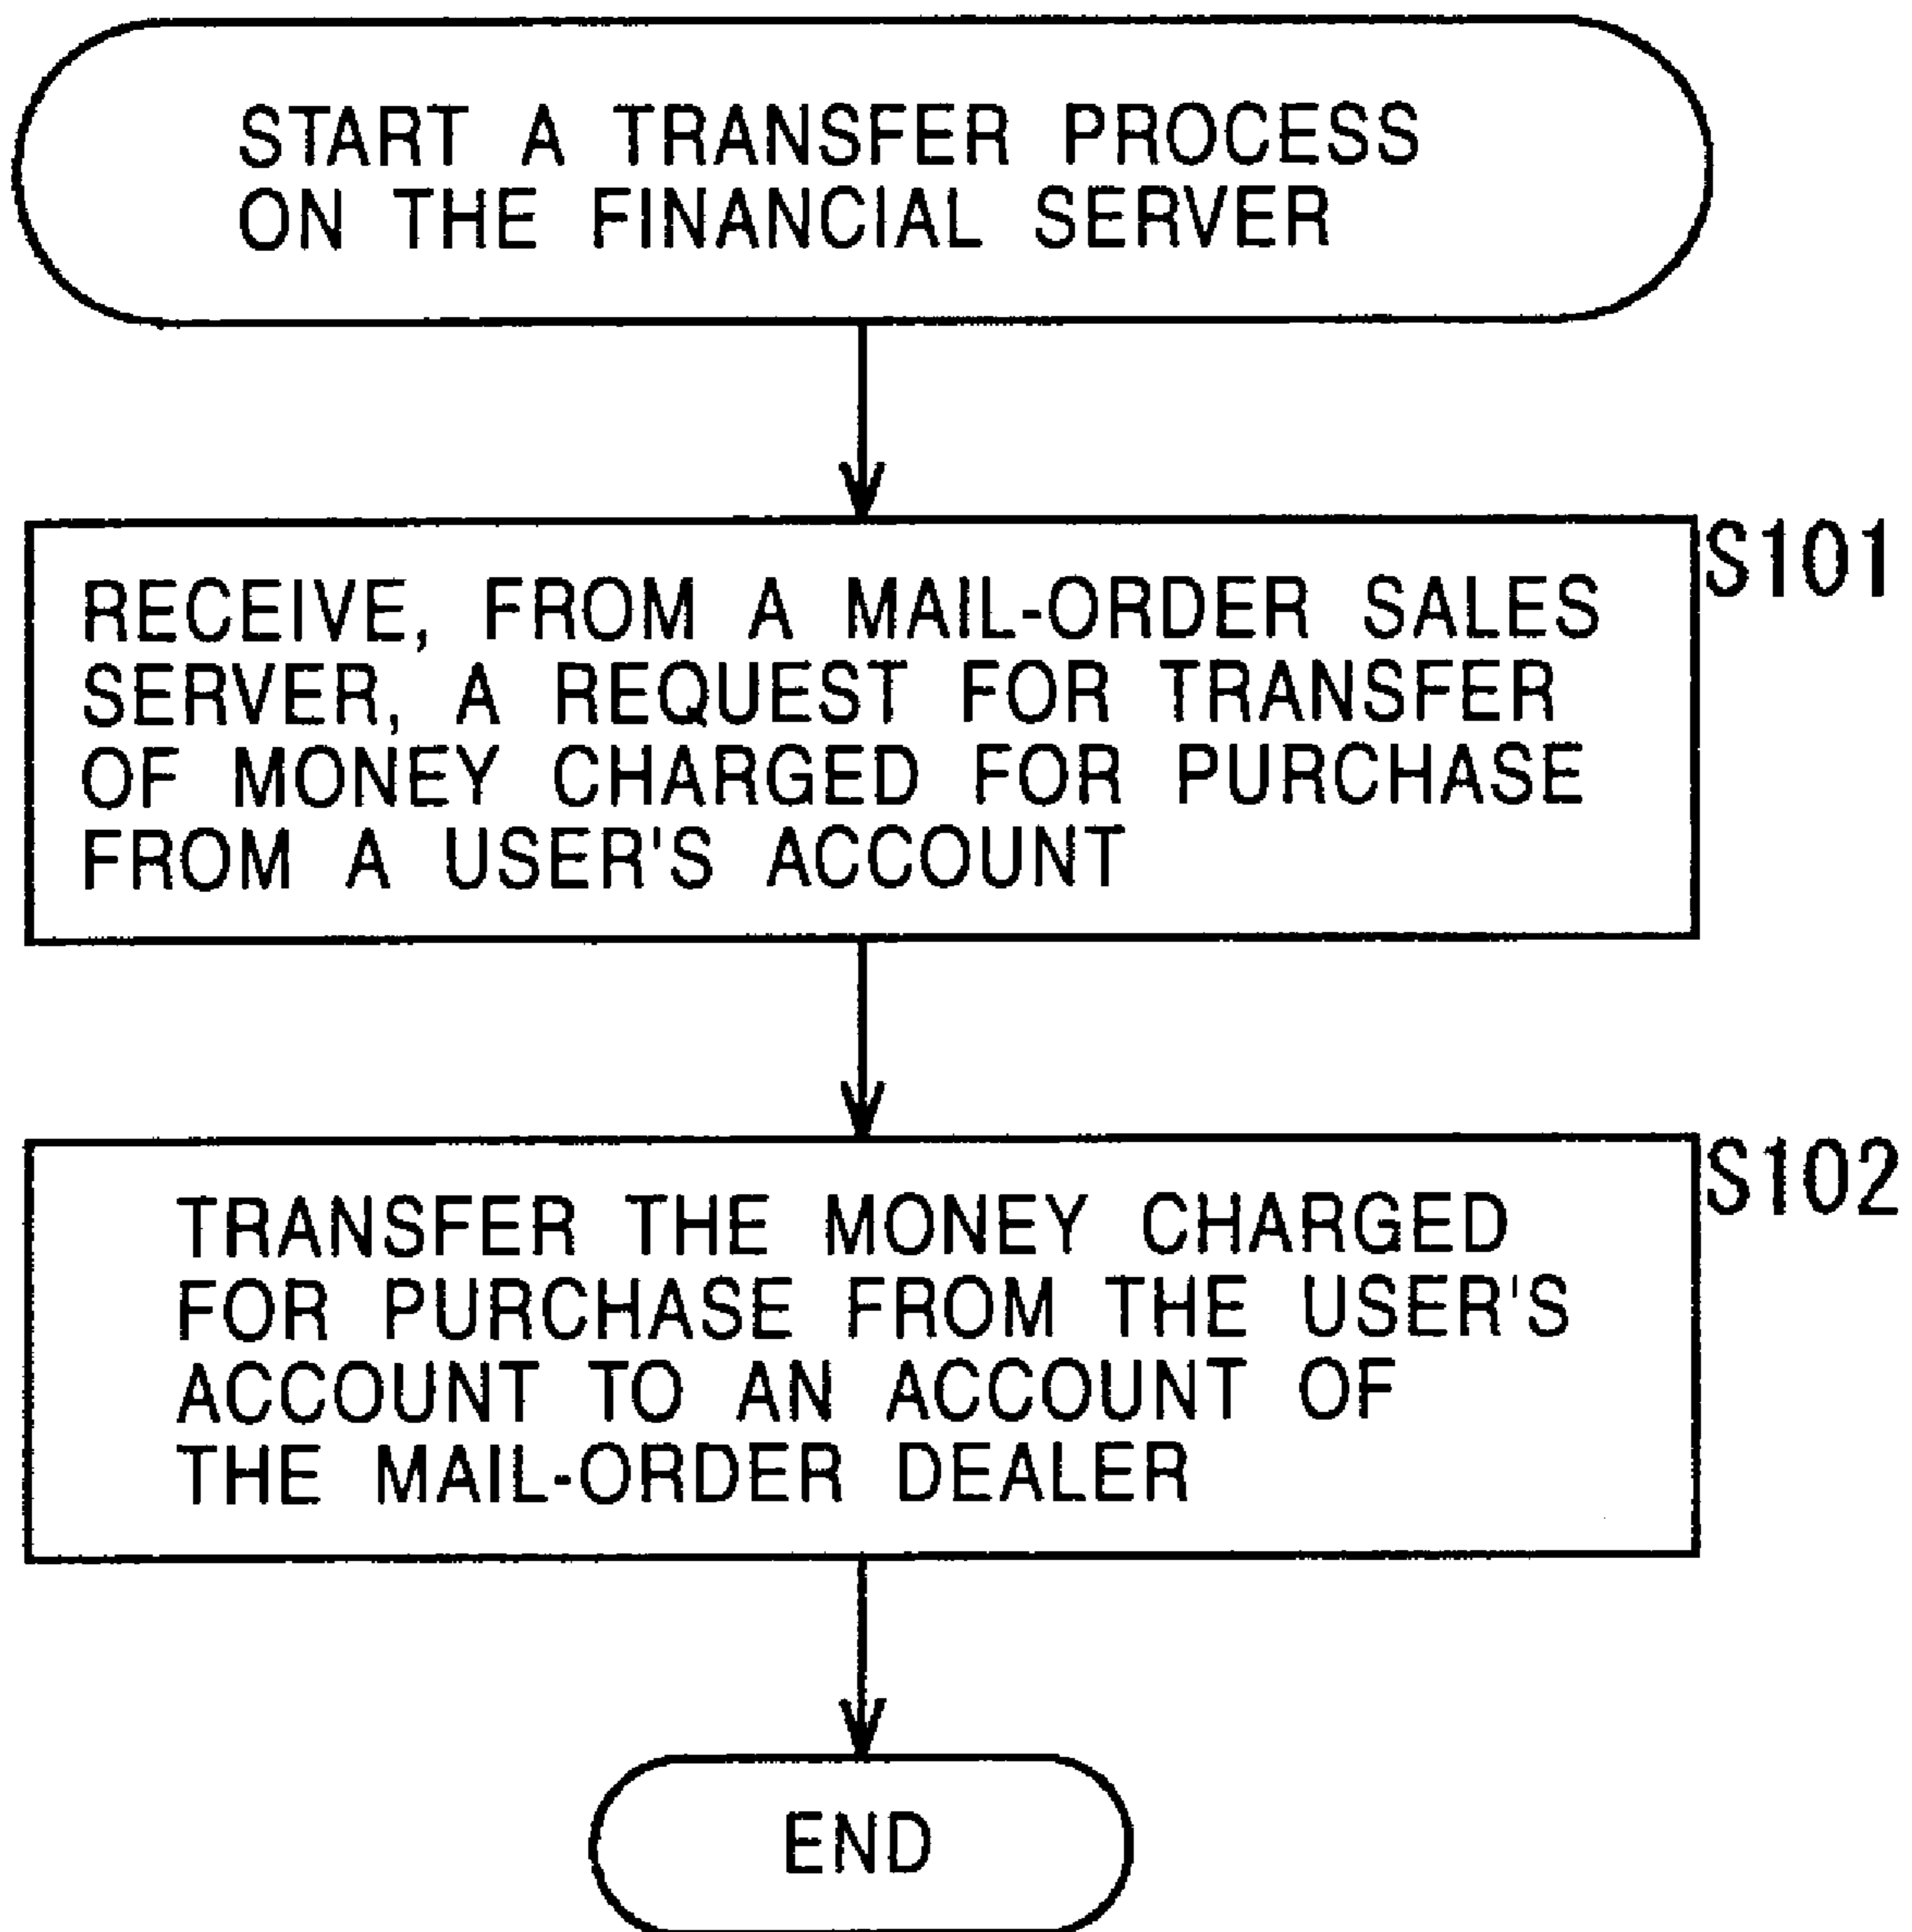 START A TRANSFER PROCESS
ON THE FINANCIAL SERVER
S101
RECEIVE, FROM A MAIL-ORDER SALES
SERVER, A REQUEST FOR TRANSFER
OF MONEY CHARGED FOR PURCHASE
FROM A USER'S ACCOUNT
S102
TRANSFER THE MONEY CHARGED
FOR PURCHASE FROM THE USER'S
ACCOUNT TO AN ACCOUNT OF
THE MAIL-ORDER DEALER
END